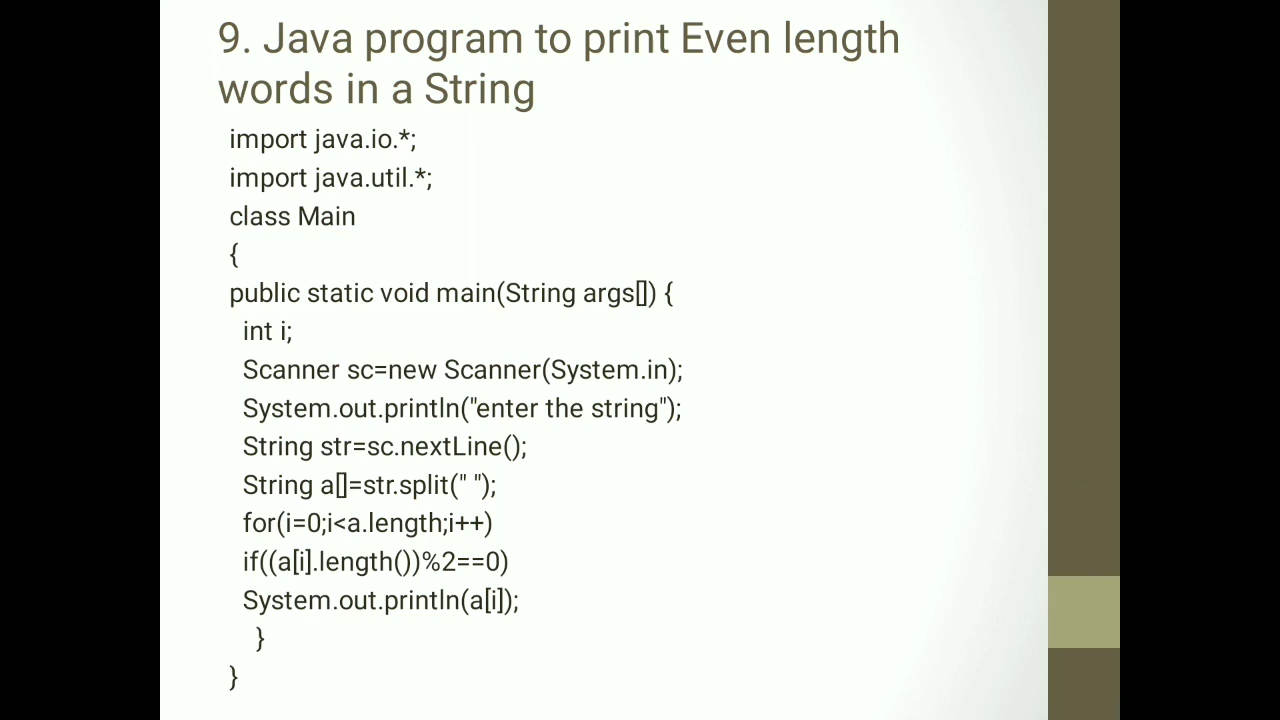 9. Java program to print Even length
words in a String
import java.io.*;
import java.util.*;
class Main
{
public static void main(String args[]) {
int i;
Scanner sc=new Scanner(System.in);
System.out.println("enter the string");
String str=sc.nextLine();
String a[]=str.split(" ");
for(i=0;i<a.length;i++)
if((a[i].length())%2==0)
System.out.println(a[i]);
}
}